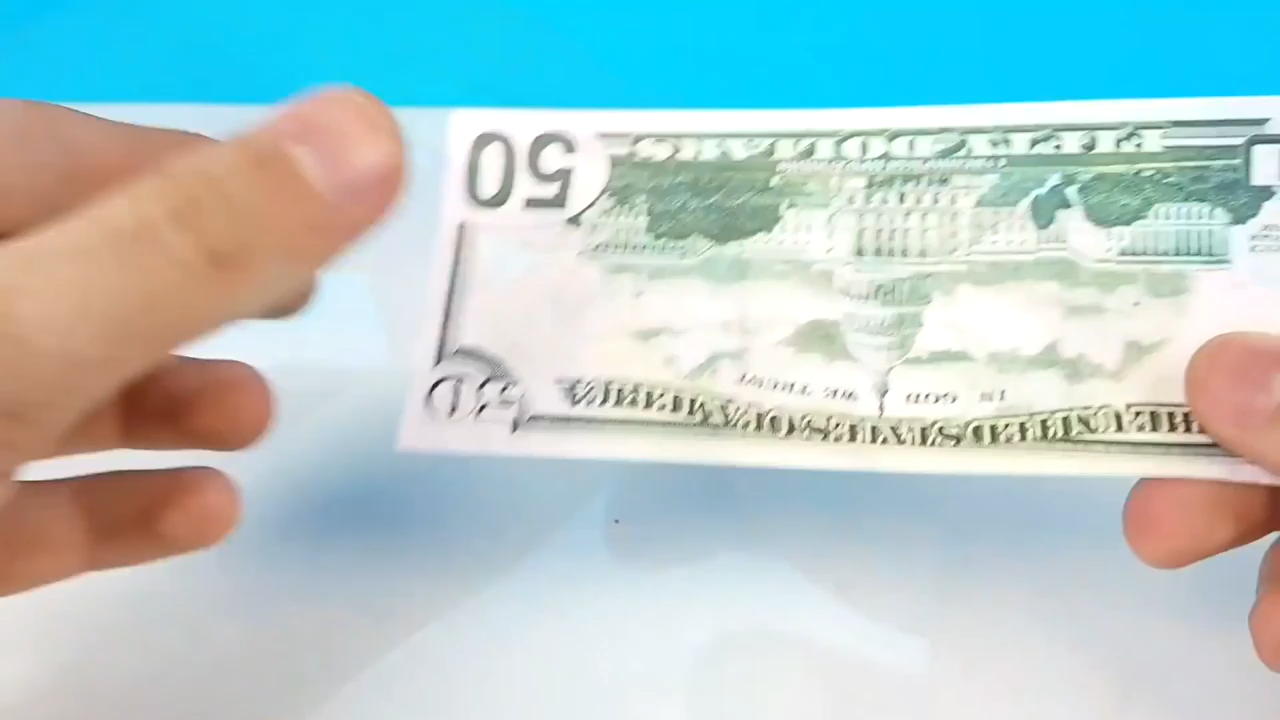 THE UNITED STATES OF AMERICA
IN GOD WE TRUST
50
FIFTY DOLLARS
50